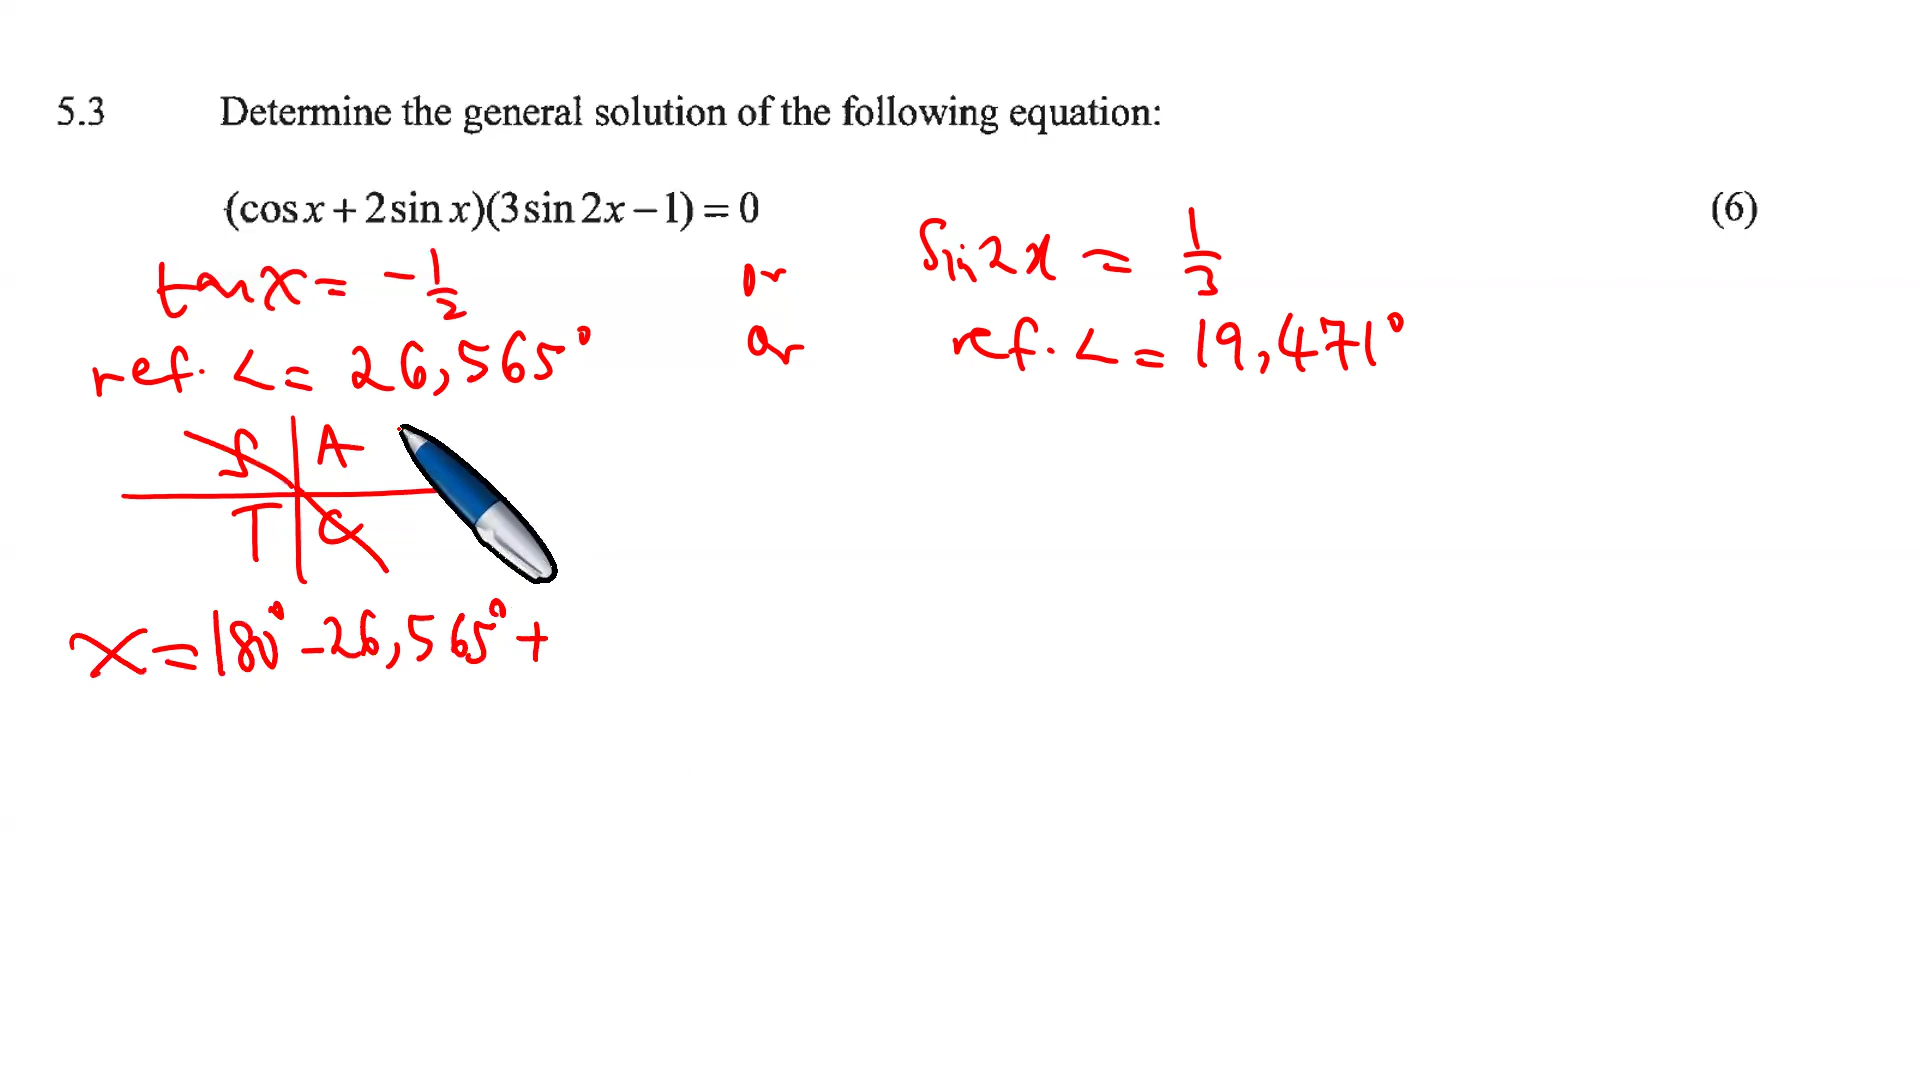 5.3 Determine the general solution of the following equation:
(cos x + 2 sin x)(3 sin 2x − 1) = 0 (6)
tan x = -1/2 or Sin 2x = 1/3
ref. ∠ = 26,565° or ref. ∠ = 19,471°
S A
T C
x = 180° - 26,565° +